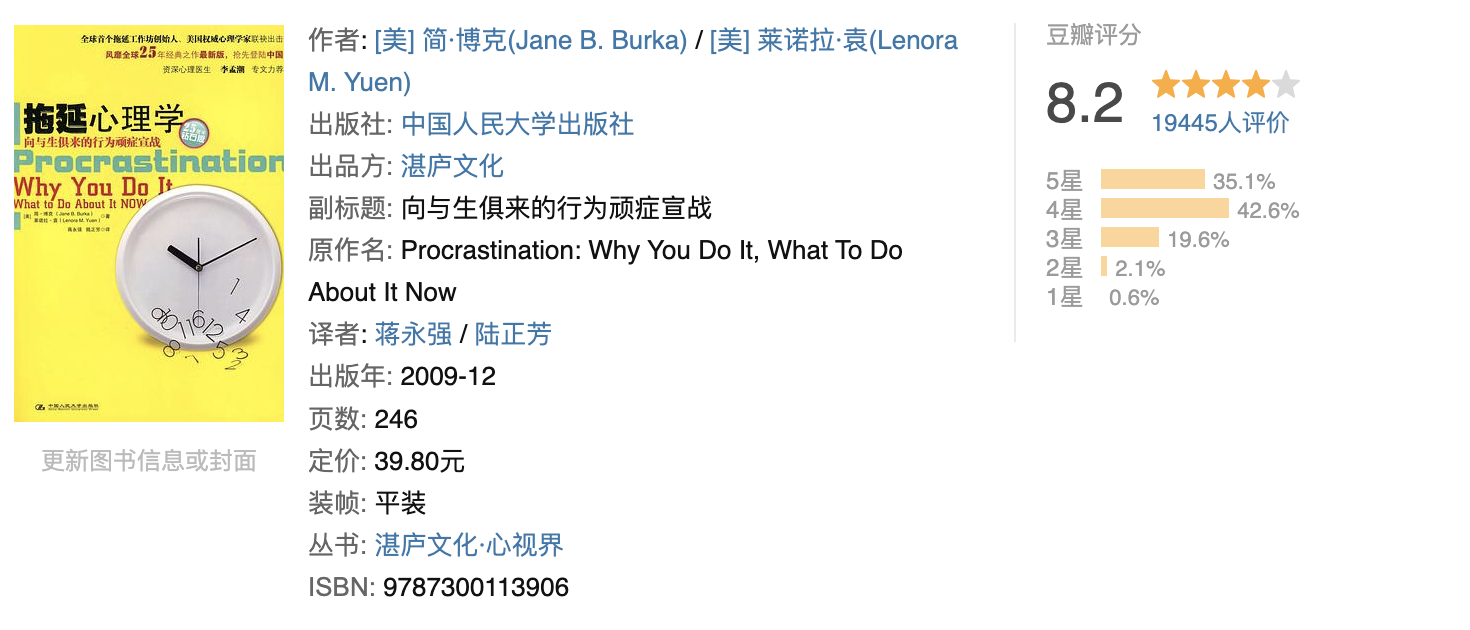 全球首个拖延工作坊创始人、美国权威心理学家联袂出击
风靡全球25年经典之作最新版，抢先登陆中国
资深心理医生 李孟潮 专文力荐
拖延心理学
向与生俱来的行为顽症宣战
Procrastination
Why You Do It
What to Do About It NOW
[美] 简·博克（Jane B. Burka）
莱诺拉·袁（Lenora M. Yuen） ◎著
蒋永强 陆正芳◎译
1
9 10 11 6 12 4
8 7 5 3
2
中国人民大学出版社
更新图书信息或封面
作者: [美] 简·博克(Jane B. Burka) / [美] 莱诺拉·袁(Lenora
M. Yuen)
出版社: 中国人民大学出版社
出品方: 湛庐文化
副标题: 向与生俱来的行为顽症宣战
原作名: Procrastination: Why You Do It, What To Do
About It Now
译者: 蒋永强 / 陆正芳
出版年: 2009-12
页数: 246
定价: 39.80元
装帧: 平装
丛书: 湛庐文化·心视界
ISBN: 9787300113906
豆瓣评分
8.2
19445人评价
5星 35.1%
4星 42.6%
3星 19.6%
2星 2.1%
1星 0.6%